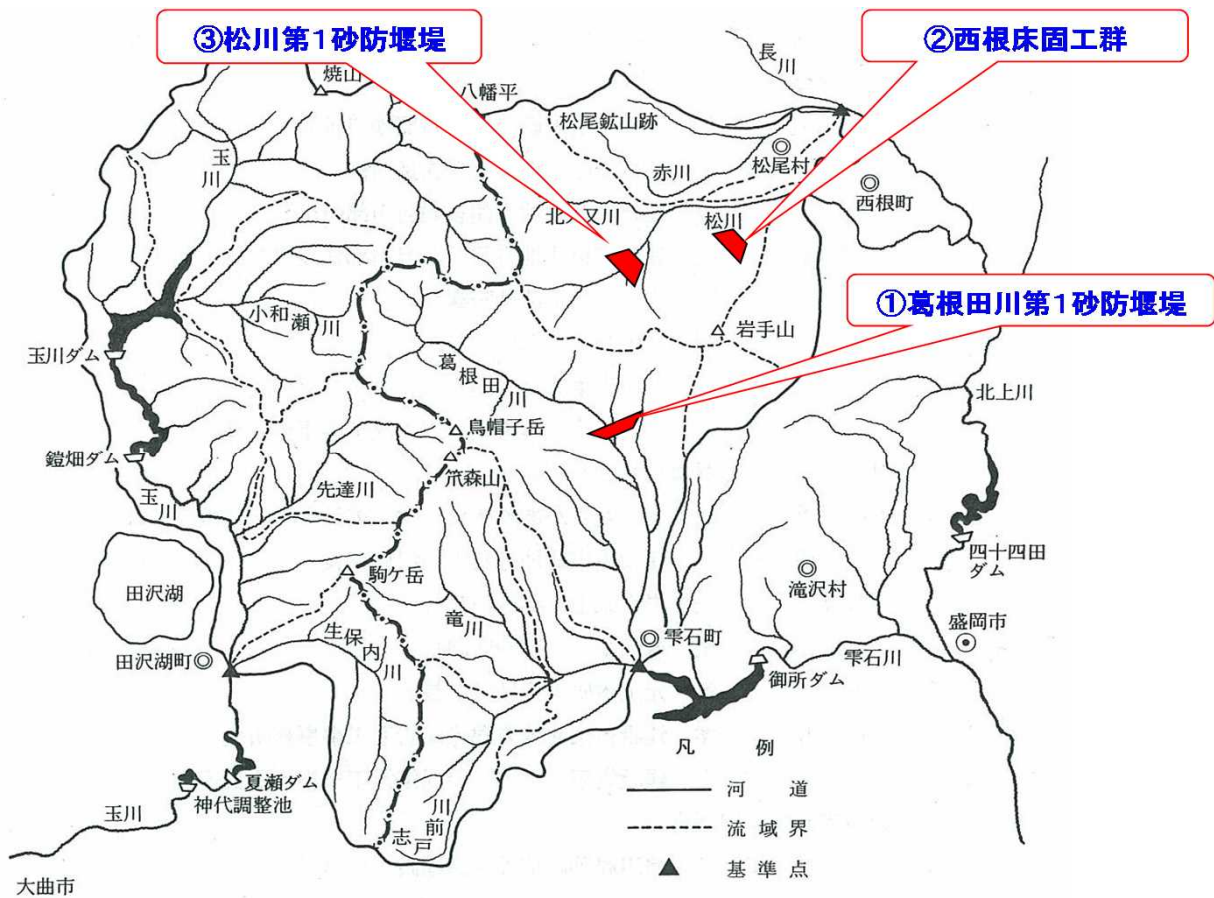 ③松川第1砂防堰堤
②西根床固工群
長川
焼山
八幡平
松尾鉱山跡
松尾村
赤川
玉川
西根町
北ノ又川
松川
①葛根田川第1砂防堰堤
小和瀬川
岩手山
玉川ダム
葛根田川
北上川
烏帽子岳
鎧畑ダム
笊森山
先達川
玉川
四十四田
ダム
駒ケ岳
滝沢村
田沢湖
竜川
生保内川
雫石町
盛岡市
田沢湖町
雫石川
御所ダム
凡 例
夏瀬ダム
河 道
神代調整池
玉川
流域界
志戸前川
基準点
大曲市